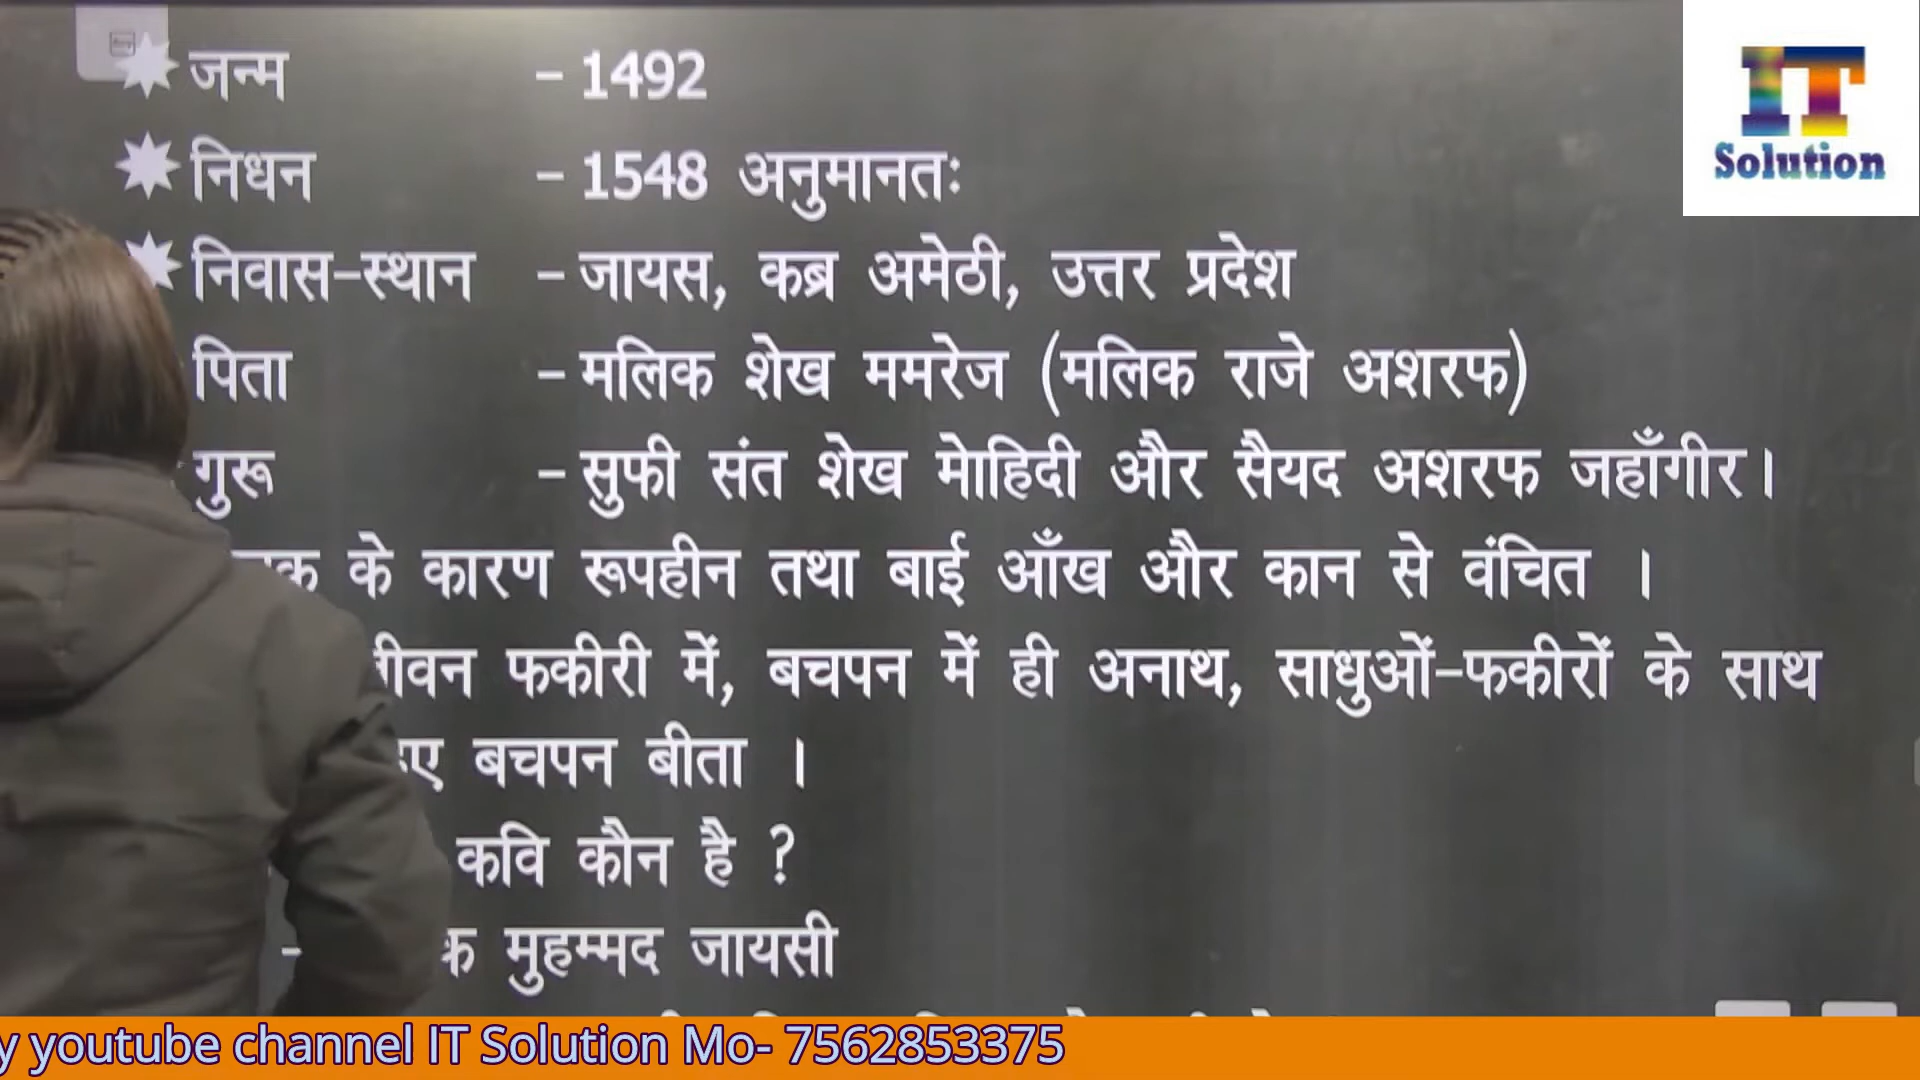 जन्म – 1492
निधन – 1548 अनुमानतः
निवास-स्थान – जायस, कब्र अमेठी, उत्तर प्रदेश
पिता – मलिक शेख ममरेज (मलिक राजे अशरफ)
गुरू – सुफी संत शेख मोहिदी और सैयद अशरफ जहाँगीर।
के कारण रूपहीन तथा बाई आँख और कान से वंचित ।
फकीरी में, बचपन में ही अनाथ, साधुओं-फकीरों के साथ
बचपन बीता ।
कवि कौन है ?
- मुहम्मद जायसी
youtube channel IT Solution Mo- 7562853375
IT
Solution